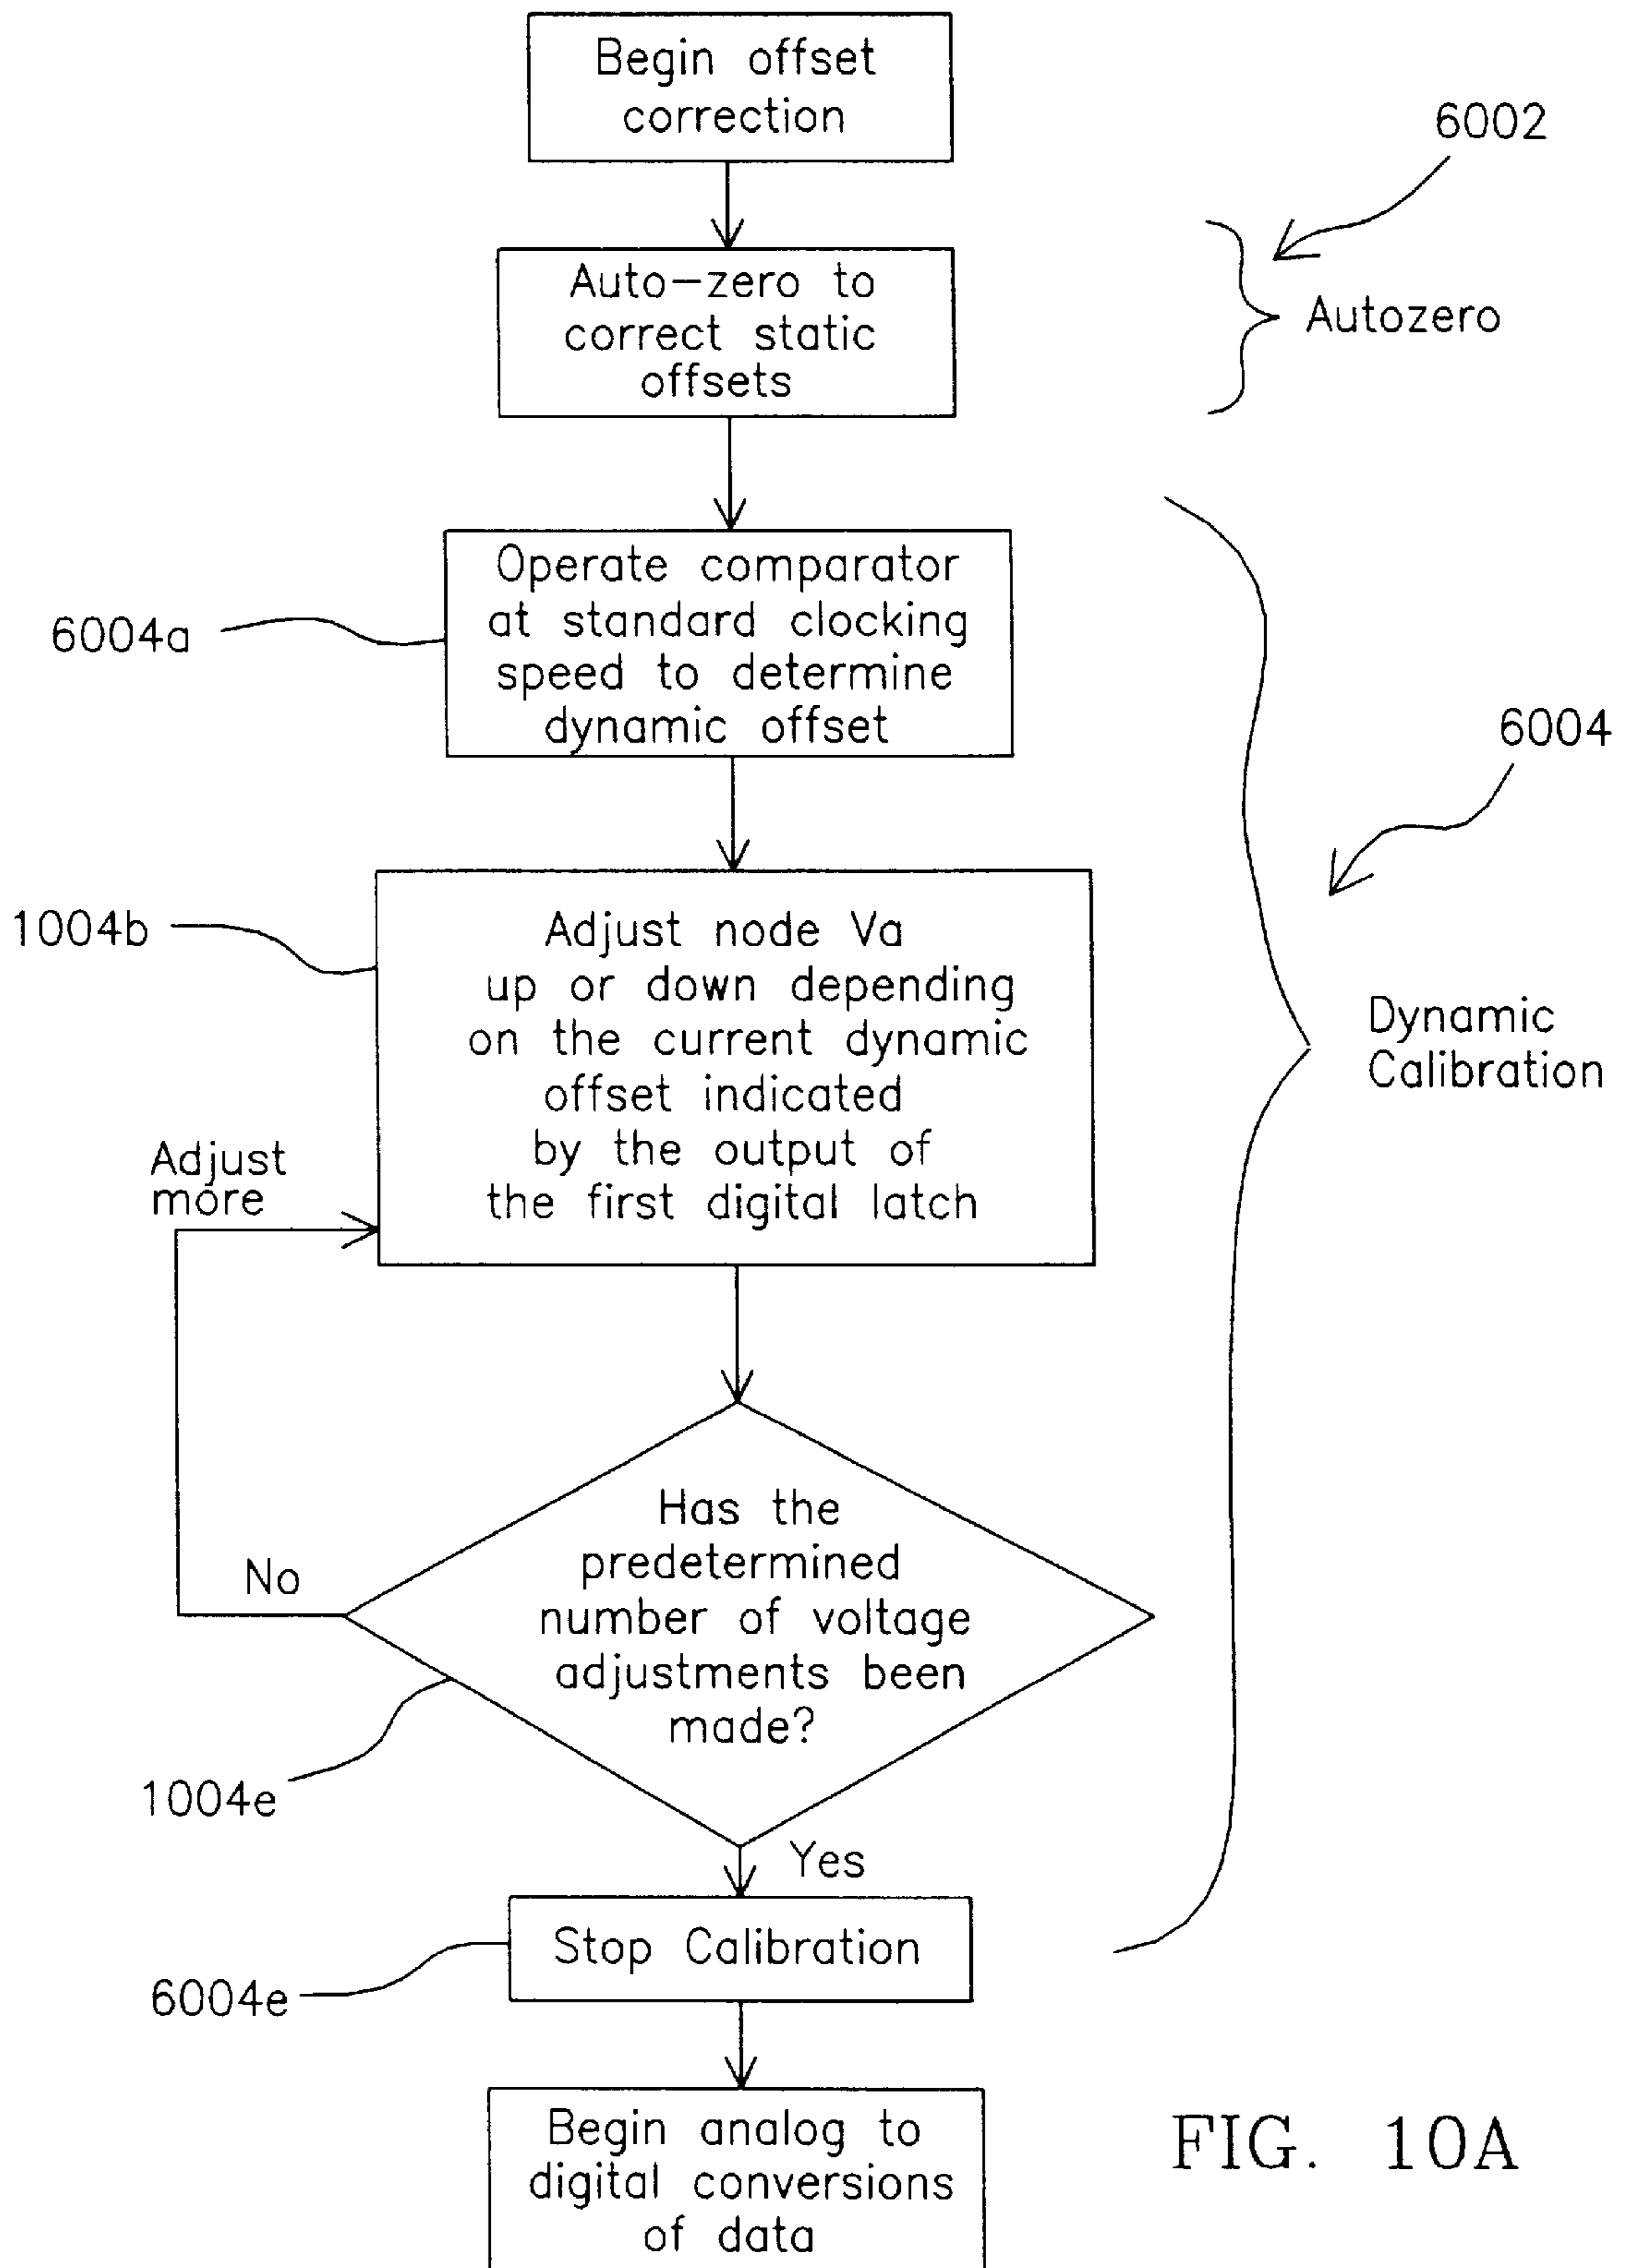 Begin offset
correction
6002
Auto-zero to
correct static
offsets
Autozero
Operate comparator
at standard clocking
speed to determine
dynamic offset
6004a
6004
1004b
Adjust node Va
up or down depending
on the current dynamic
offset indicated
by the output of
the first digital latch
Dynamic
Calibration
Adjust
more
Has the
predetermined
number of voltage
adjustments been
made?
No
1004e
Yes
Stop Calibration
6004e
Begin analog to
digital conversions
of data
FIG. 10A